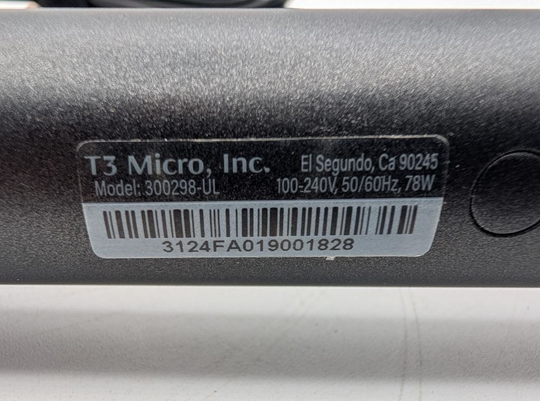 T3 Micro, Inc. El Segundo, Ca 90245
Model: 300298-UL 100-240V, 50/60Hz, 78W
3124FA019001828